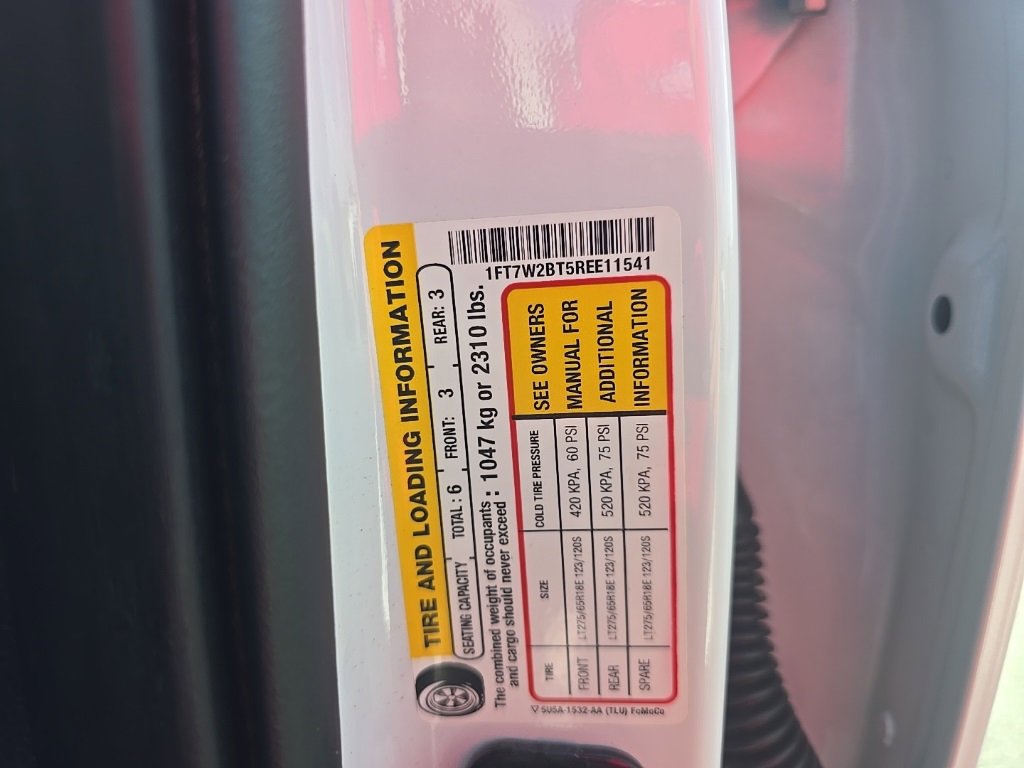 TIRE AND LOADING INFORMATION
SEATING CAPACITY TOTAL : 6 FRONT: 3 REAR: 3
The combined weight of occupants
and cargo should never exceed : 1047 kg or 2310 lbs.
1FT7W2BT5REE11541
TIRE SIZE COLD TIRE PRESSURE
FRONT LT275/65R18E 123/120S 420 KPA, 60 PSI
REAR LT275/65R18E 123/120S 520 KPA, 75 PSI
SPARE LT275/65R18E 123/120S 520 KPA, 75 PSI
SEE OWNERS
MANUAL FOR
ADDITIONAL
INFORMATION
5U5A-1532-AA (TLU) FoMoCo